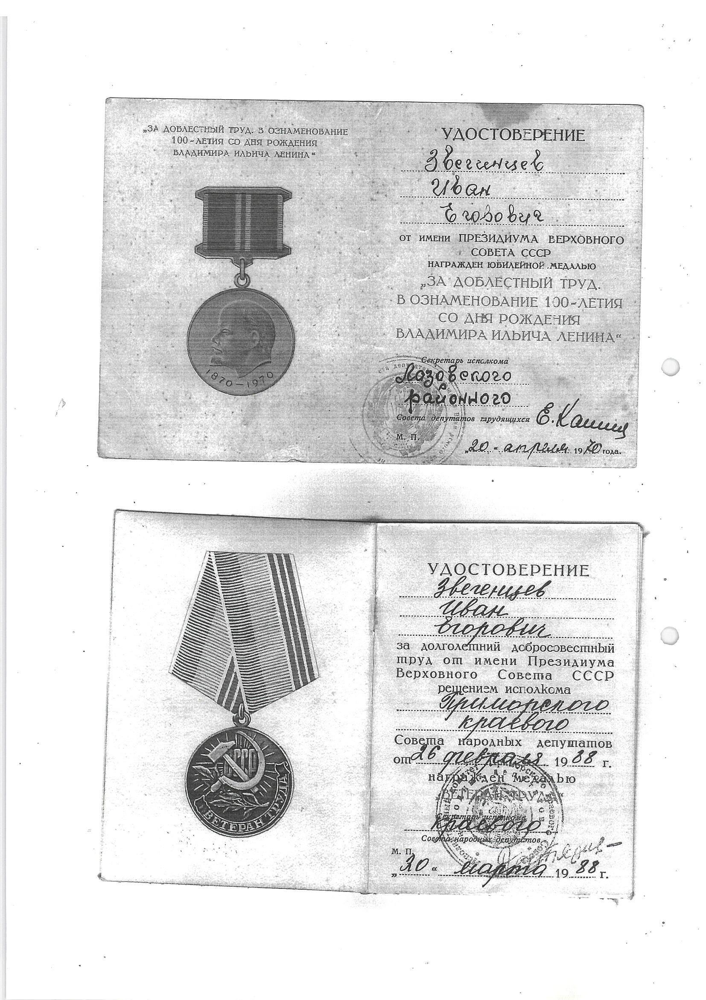 „ЗА ДОБЛЕСТНЫЙ ТРУД. В ОЗНАМЕНОВАНИЕ
100-ЛЕТИЯ СО ДНЯ РОЖДЕНИЯ
ВЛАДИМИРА ИЛЬИЧА ЛЕНИНА“
1870–1970
УДОСТОВЕРЕНИЕ
Звегинцев
Иван
Егорович
от имени ПРЕЗИДИУМА ВЕРХОВНОГО
СОВЕТА СССР
НАГРАЖДЕН ЮБИЛЕЙНОЙ МЕДАЛЬЮ
„ЗА ДОБЛЕСТНЫЙ ТРУД.
В ОЗНАМЕНОВАНИЕ 100-ЛЕТИЯ
СО ДНЯ РОЖДЕНИЯ
ВЛАДИМИРА ИЛЬИЧА ЛЕНИНА“
Секретарь исполкома
Лазовского
районного
Совета депутатов трудящихся
М. П.
„20“ апреля 1970 года.
СССР
ВЕТЕРАН ТРУДА
УДОСТОВЕРЕНИЕ
Звегенцев
Иван
Егорович
за долголетний добросовестный
труд от имени Президиума
Верховного Совета СССР
решением исполкома
Приморского
краевого
Совета народных депутатов
от 26 февраля 1988 г.
награжден медалью
„ВЕТЕРАН ТРУДА“
Секретарь исполкома
краевого
Совета народных депутатов
М. П.
„30“ марта 1988 г.